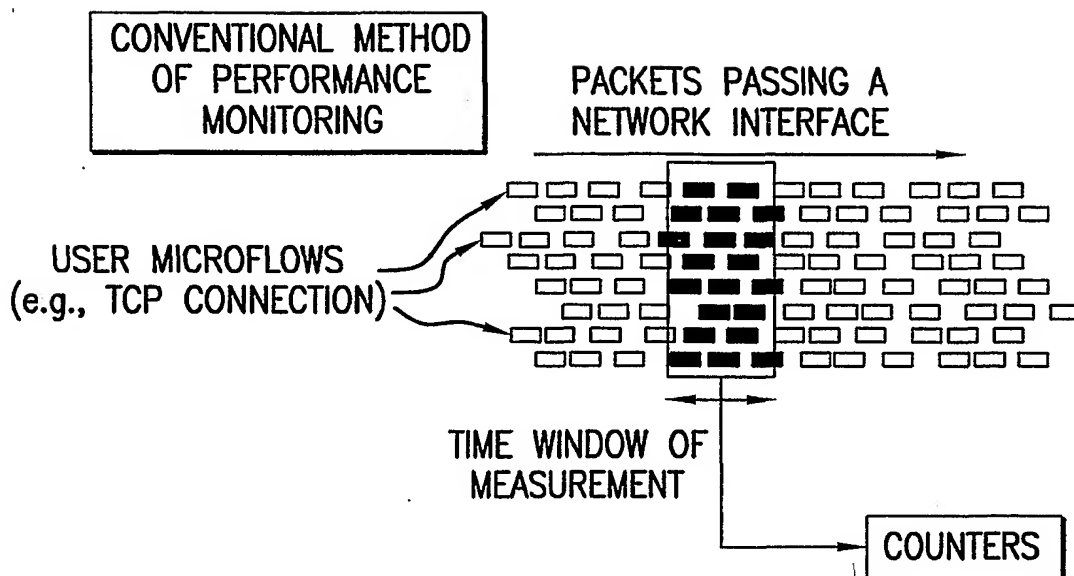 CONVENTIONAL METHOD
OF PERFORMANCE
MONITORING
PACKETS PASSING A
NETWORK INTERFACE
USER MICROFLOWS
(e.g., TCP CONNECTION)
TIME WINDOW OF
MEASUREMENT
COUNTERS